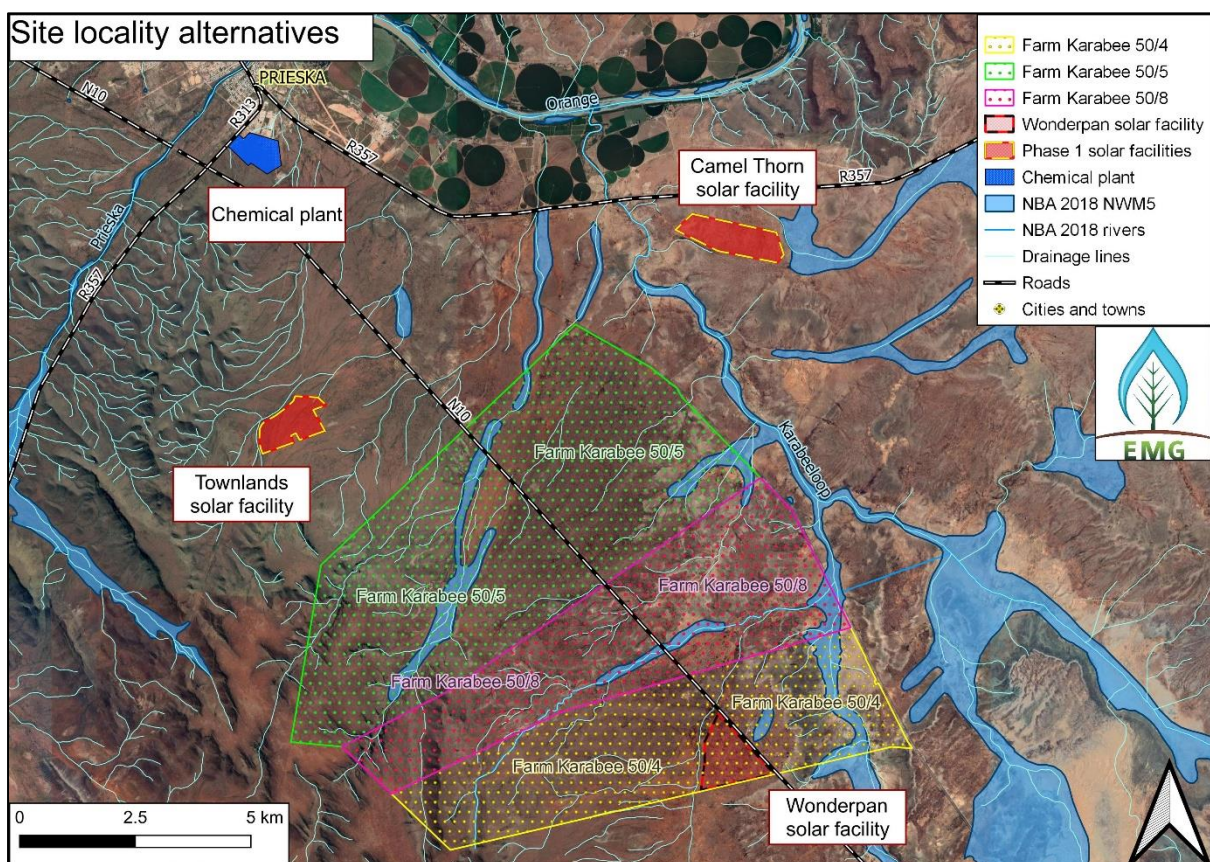 Site locality alternatives
Farm Karabee 50/4
Farm Karabee 50/5
Farm Karabee 50/8
Wonderpan solar facility
Phase 1 solar facilities
Chemical plant
NBA 2018 NWM5
NBA 2018 rivers
Drainage lines
Roads
Cities and towns
EMG
N10
PRIESKA
R313
R357
Orange
Camel Thorn
solar facility
R357
Chemical plant
Prieska
R357
N10
Karabeeloop
Townlands
solar facility
Farm Karabee 50/5
Farm Karabee 50/5
Farm Karabee 50/8
Farm Karabee 50/8
Farm Karabee 50/4
Farm Karabee 50/4
Wonderpan
solar facility
0 2.5 5 km